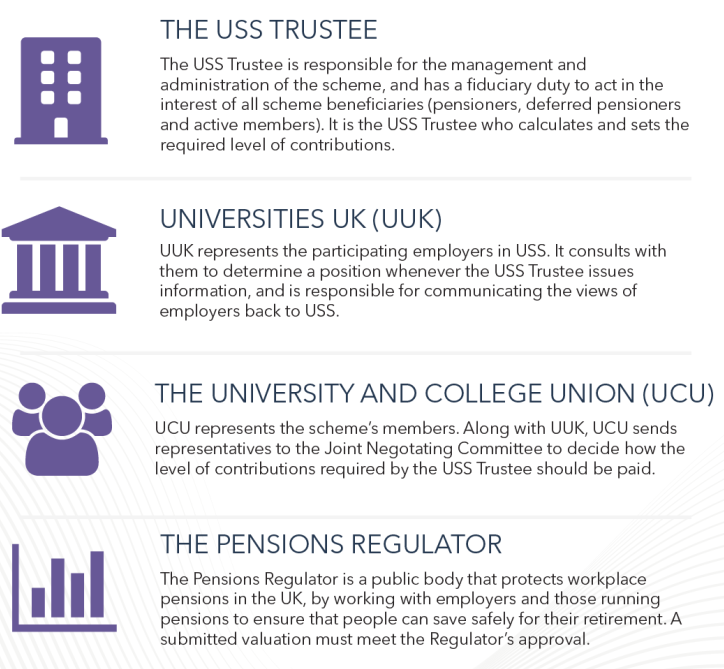 THE USS TRUSTEE
The USS Trustee is responsible for the management and
administration of the scheme, and has a fiduciary duty to act in the
interest of all scheme beneficiaries (pensioners, deferred pensioners
and active members). It is the USS Trustee who calculates and sets the
required level of contributions.
UNIVERSITIES UK (UUK)
UUK represents the participating employers in USS. It consults with
them to determine a position whenever the USS Trustee issues
information, and is responsible for communicating the views of
employers back to USS.
THE UNIVERSITY AND COLLEGE UNION (UCU)
UCU represents the scheme's members. Along with UUK, UCU sends
representatives to the Joint Negotating Committee to decide how the
level of contributions required by the USS Trustee should be paid.
THE PENSIONS REGULATOR
The Pensions Regulator is a public body that protects workplace
pensions in the UK, by working with employers and those running
pensions to ensure that people can save safely for their retirement. A
submitted valuation must meet the Regulator's approval.